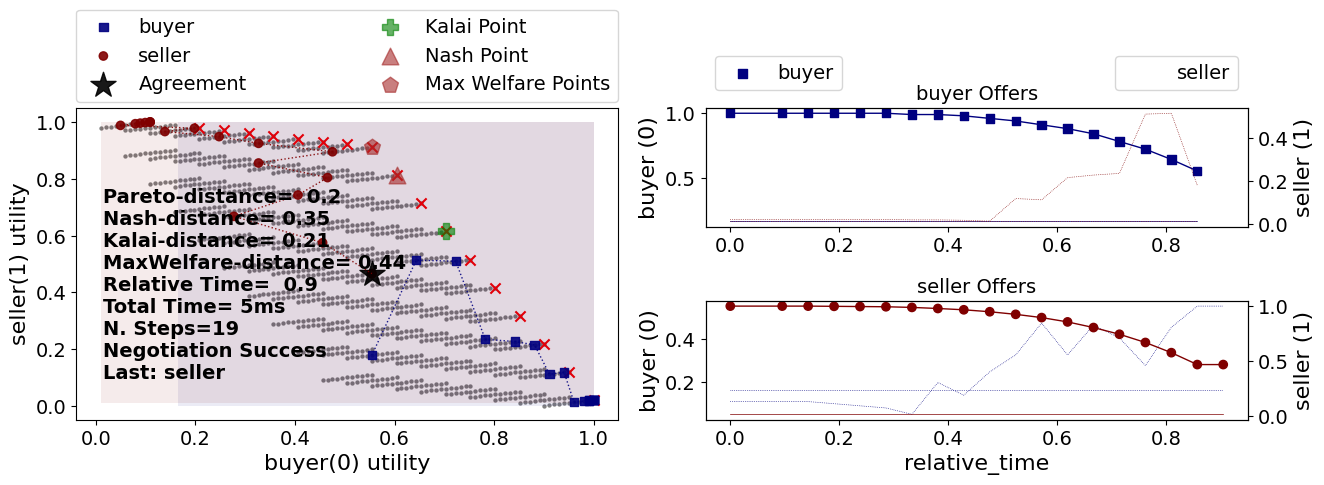 buyer
seller
Agreement
Kalai Point
Nash Point
Max Welfare Points
1.0
0.8
0.6
0.4
0.2
0.0
seller(1) utility
Pareto-distance= 0.2
Nash-distance= 0.35
Kalai-distance= 0.21
MaxWelfare-distance= 0.44
Relative Time= 0.9
Total Time= 5ms
N. Steps=19
Negotiation Success
Last: seller
0.0 0.2 0.4 0.6 0.8 1.0
buyer(0) utility
buyer
seller
buyer Offers
1.0
0.5
buyer (0)
0.4
0.2
0.0
seller (1)
0.0 0.2 0.4 0.6 0.8
seller Offers
0.4
0.2
buyer (0)
1.0
0.5
0.0
seller (1)
0.0 0.2 0.4 0.6 0.8
relative_time